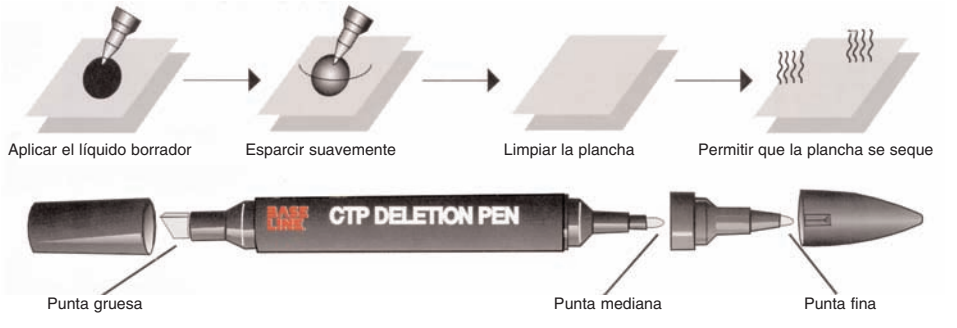 Aplicar el líquido borrador
Esparcir suavemente
Limpiar la plancha
Permitir que la plancha se seque
BASE
LINE
CTP DELETION PEN
Punta gruesa
Punta mediana
Punta fina